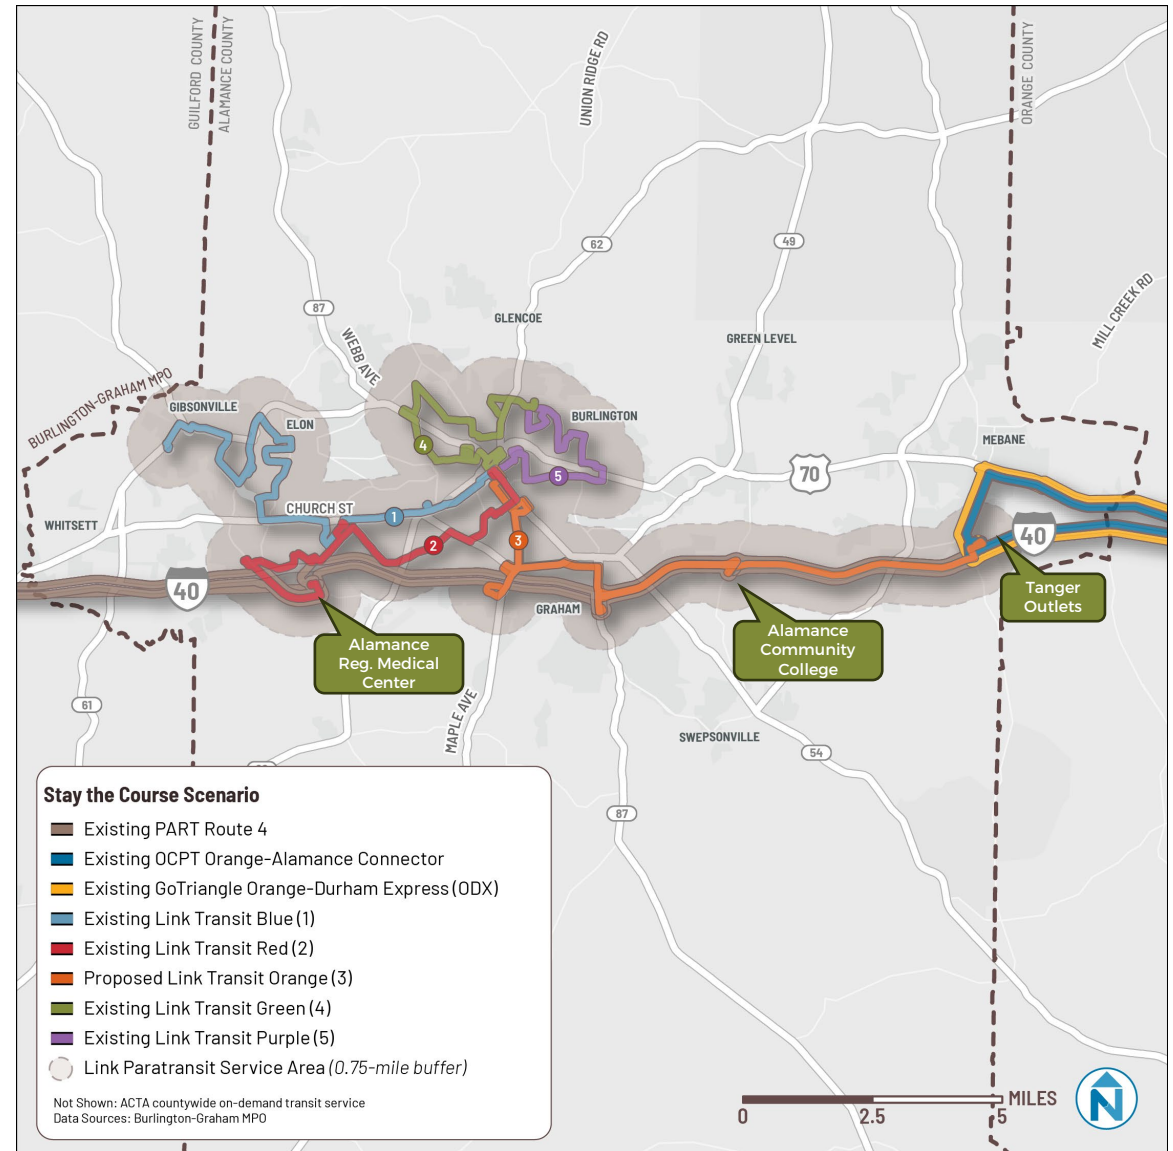 GUILFORD COUNTY
ALAMANCE COUNTY
UNION RIDGE RD
ORANGE COUNTY
62
49
87
MILL CREEK RD
GLENCOE
WEBB AVE
GREEN LEVEL
BURLINGTON-GRAHAM MPO
GIBSONVILLE
ELON
BURLINGTON
MEBANE
4
5
70
CHURCH ST
1
WHITSETT
2
3
40
40
GRAHAM
Tanger
Outlets
Alamance
Reg. Medical
Center
Alamance
Community
College
61
MAPLE AVE
SWEPSONVILLE
54
87
Stay the Course Scenario
Existing PART Route 4
Existing OCPT Orange-Alamance Connector
Existing GoTriangle Orange-Durham Express (ODX)
Existing Link Transit Blue (1)
Existing Link Transit Red (2)
Proposed Link Transit Orange (3)
Existing Link Transit Green (4)
Existing Link Transit Purple (5)
Link Paratransit Service Area (0.75-mile buffer)
Not Shown: ACTA countywide on-demand transit service
Data Sources: Burlington-Graham MPO
MILES
0 2.5 5
N